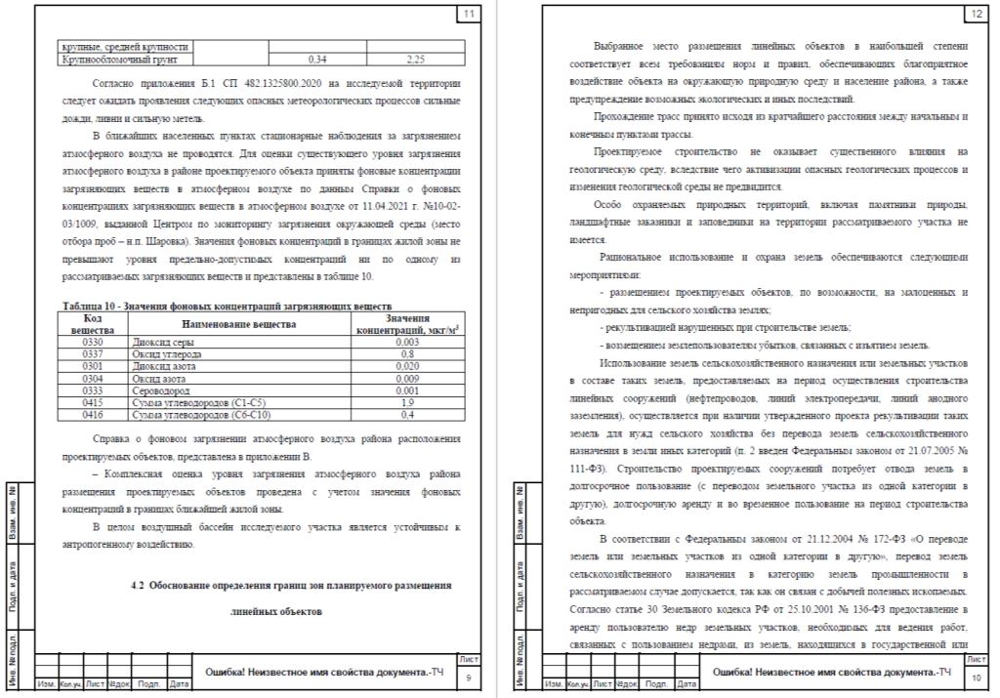 11
крупные, средней крупности
Крупнообломочный грунт 0,34 2,25
Согласно приложения Б.1 СП 482.1325800.2020 на исследуемой территории
следует ожидать проявления следующих опасных метеорологических процессов сильные
дожди, ливни и сильную метель.
В ближайших населенных пунктах стационарные наблюдения за загрязнением
атмосферного воздуха не проводятся. Для оценки существующего уровня загрязнения
атмосферного воздуха в районе проектируемого объекта приняты фоновые концентрации
загрязняющих веществ в атмосферном воздухе по данным Справки о фоновых
концентрациях загрязняющих веществ в атмосферном воздухе от 11.04.2021 г. №10-02-
03/1009, выданной Центром по мониторингу загрязнения окружающей среды (место
отбора проб – н.п. Шаровка). Значения фоновых концентраций в границах жилой зоны не
превышают уровня предельно-допустимых концентраций ни по одному из
рассматриваемых загрязняющих веществ и представлены в таблице 10.
Таблица 10 - Значения фоновых концентраций загрязняющих веществ
Код вещества Наименование вещества Значения концентраций, мкг/м³
0330 Диоксид серы 0,003
0337 Оксид углерода 0,8
0301 Диоксид азота 0,020
0304 Оксид азота 0,009
0333 Сероводород 0,001
0415 Сумма углеводородов (С1-С5) 1,9
0416 Сумма углеводородов (С6-С10) 0,4
Справка о фоновом загрязнении атмосферного воздуха района расположения
проектируемых объектов, представлена в приложении В.
– Комплексная оценка уровня загрязнения атмосферного воздуха района
размещения проектируемых объектов проведена с учетом значения фоновых
концентраций в границах ближайшей жилой зоны.
В целом воздушный бассейн исследуемого участка является устойчивым к
антропогенному воздействию.
4.2 Обоснование определения границ зон планируемого размещения
линейных объектов
Взам. инв. №
Подп. и дата
Инв. № подл.
Изм. Кол.уч. Лист №док. Подп. Дата
Ошибка! Неизвестное имя свойства документа.-ТЧ
Лист
9
12
Выбранное место размещения линейных объектов в наибольшей степени
соответствует всем требованиям норм и правил, обеспечивающих благоприятное
воздействие объекта на окружающую природную среду и население района, а также
предупреждение возможных экологических и иных последствий.
Прохождение трасс принято исходя из кратчайшего расстояния между начальным и
конечным пунктами трассы.
Проектируемое строительство не оказывает существенного влияния на
геологическую среду, вследствие чего активизации опасных геологических процессов и
изменения геологической среды не предвидится.
Особо охраняемых природных территорий, включая памятники природы,
ландшафтные заказники и заповедники на территории рассматриваемого участка не
имеется.
Рациональное использование и охрана земель обеспечиваются следующими
мероприятиями:
- размещением проектируемых объектов, по возможности, на малоценных и
непригодных для сельского хозяйства землях;
- рекультивацией нарушенных при строительстве земель;
- возмещением землепользователям убытков, связанных с изъятием земель.
Использование земель сельскохозяйственного назначения или земельных участков
в составе таких земель, предоставляемых на период осуществления строительства
линейных сооружений (нефтепроводов, линий электропередачи, линий анодного
заземления), осуществляется при наличии утвержденного проекта рекультивации таких
земель для нужд сельского хозяйства без перевода земель сельскохозяйственного
назначения в земли иных категорий (п. 2 введен Федеральным законом от 21.07.2005 №
111-ФЗ). Строительство проектируемых сооружений потребует отвода земель в
долгосрочное пользование (с переводом земельного участка из одной категории в
другую), долгосрочную аренду и во временное пользование на период строительства
объекта.
В соответствии с Федеральным законом от 21.12.2004 № 172-ФЗ «О переводе
земель или земельных участков из одной категории в другую», перевод земель
сельскохозяйственного назначения в категорию земель промышленности в
рассматриваемом случае допускается, так как он связан с добычей полезных ископаемых.
Согласно статье 30 Земельного кодекса РФ от 25.10.2001 № 136-ФЗ предоставление в
аренду пользователю недр земельных участков, необходимых для ведения работ,
связанных с пользованием недрами, из земель, находящихся в государственной или
Взам. инв. №
Подп. и дата
Инв. № подл.
Изм. Кол.уч. Лист №док. Подп. Дата
Ошибка! Неизвестное имя свойства документа.-ТЧ
Лист
10